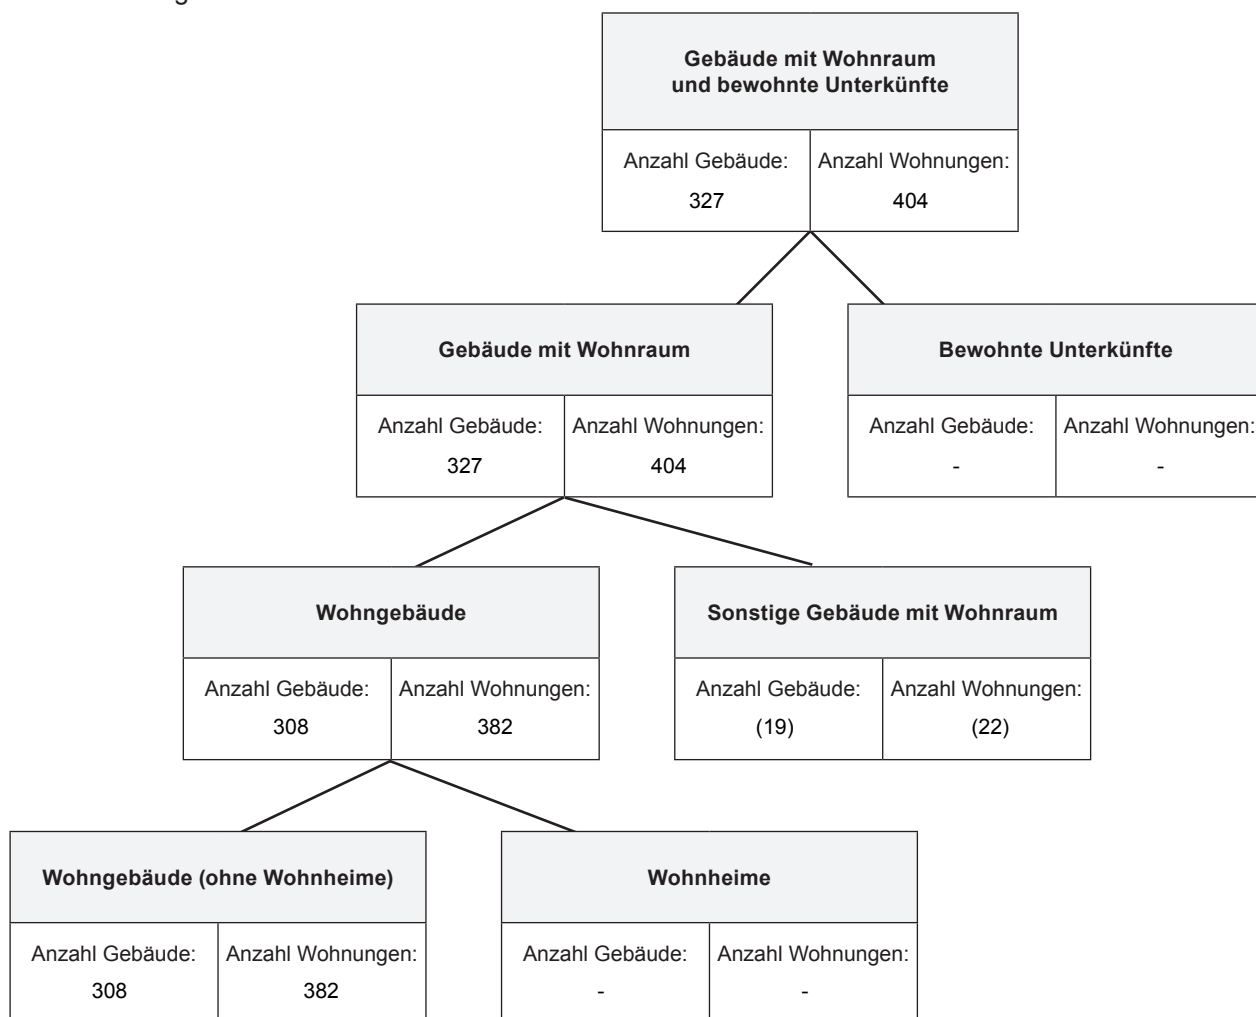 Gebäude mit Wohnraum
und bewohnte Unterkünfte
Anzahl Gebäude: Anzahl Wohnungen:
327 404
Gebäude mit Wohnraum Bewohnte Unterkünfte
Anzahl Gebäude: Anzahl Wohnungen: Anzahl Gebäude: Anzahl Wohnungen:
327 404 - -
Wohngebäude Sonstige Gebäude mit Wohnraum
Anzahl Gebäude: Anzahl Wohnungen: Anzahl Gebäude: Anzahl Wohnungen:
308 382 (19) (22)
Wohngebäude (ohne Wohnheime) Wohnheime
Anzahl Gebäude: Anzahl Wohnungen: Anzahl Gebäude: Anzahl Wohnungen:
308 382 - -